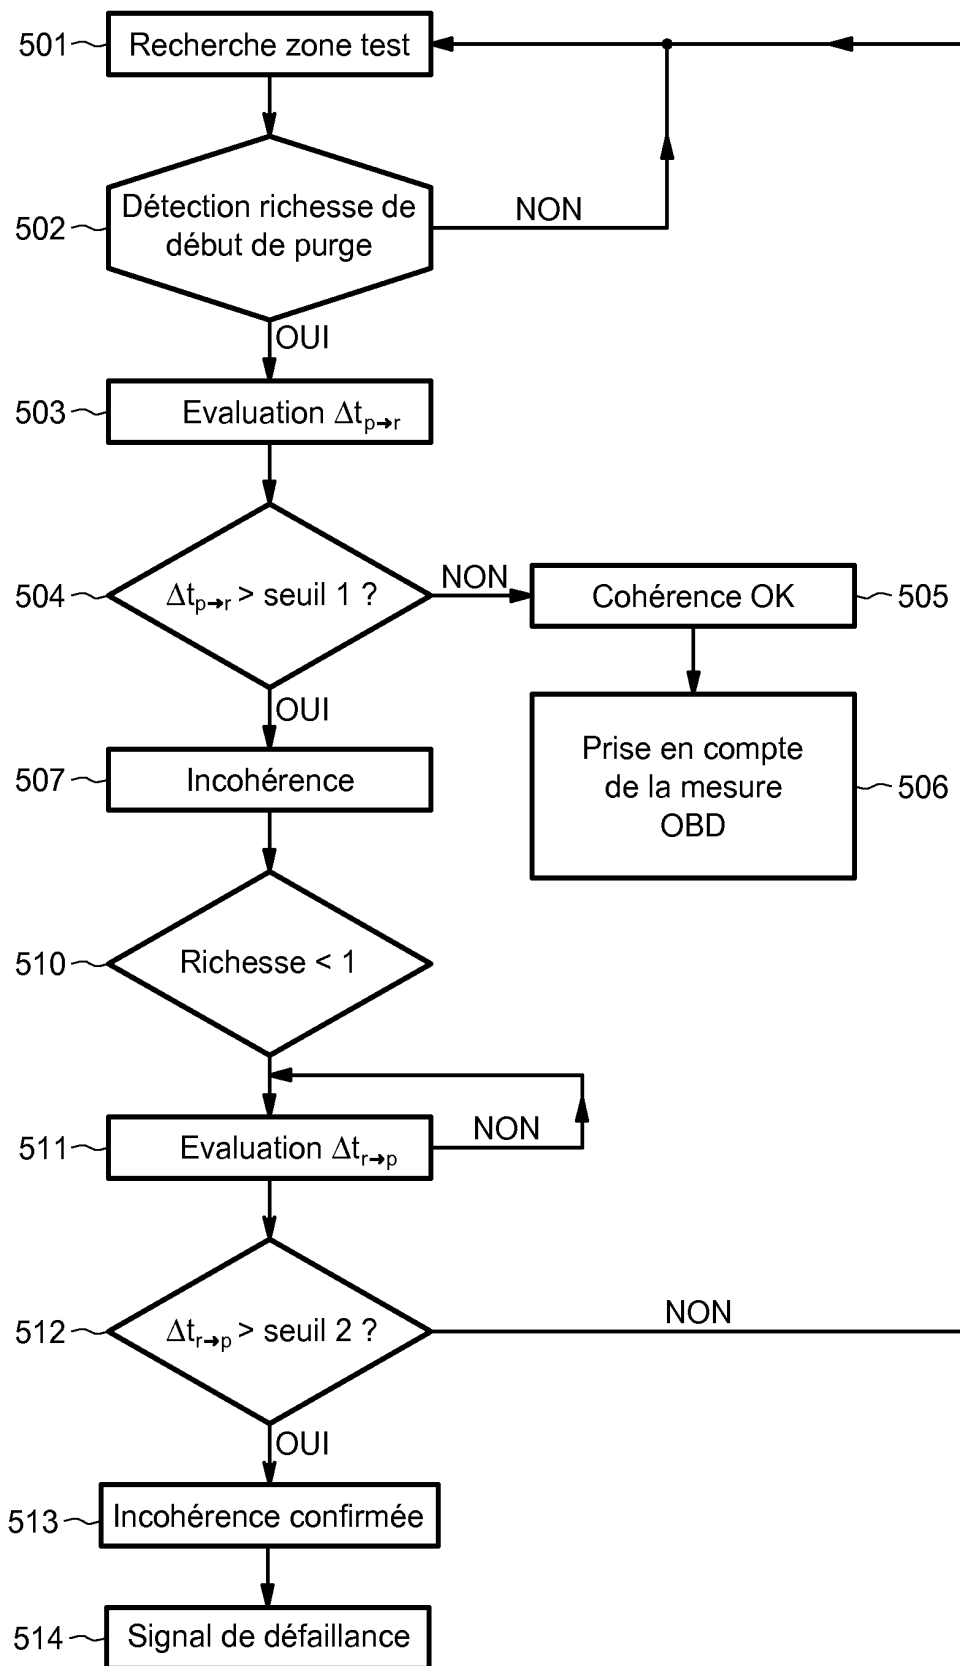 501
Recherche zone test
502
Détection richesse de
début de purge
NON
OUI
503
Evaluation Δtp→r
504
Δtp→r > seuil 1 ?
NON
Cohérence OK
505
OUI
507
Incohérence
Prise en compte
de la mesure
OBD
506
510
Richesse < 1
511
Evaluation Δtr→p
NON
512
Δtr→p > seuil 2 ?
NON
OUI
513
Incohérence confirmée
514
Signal de défaillance